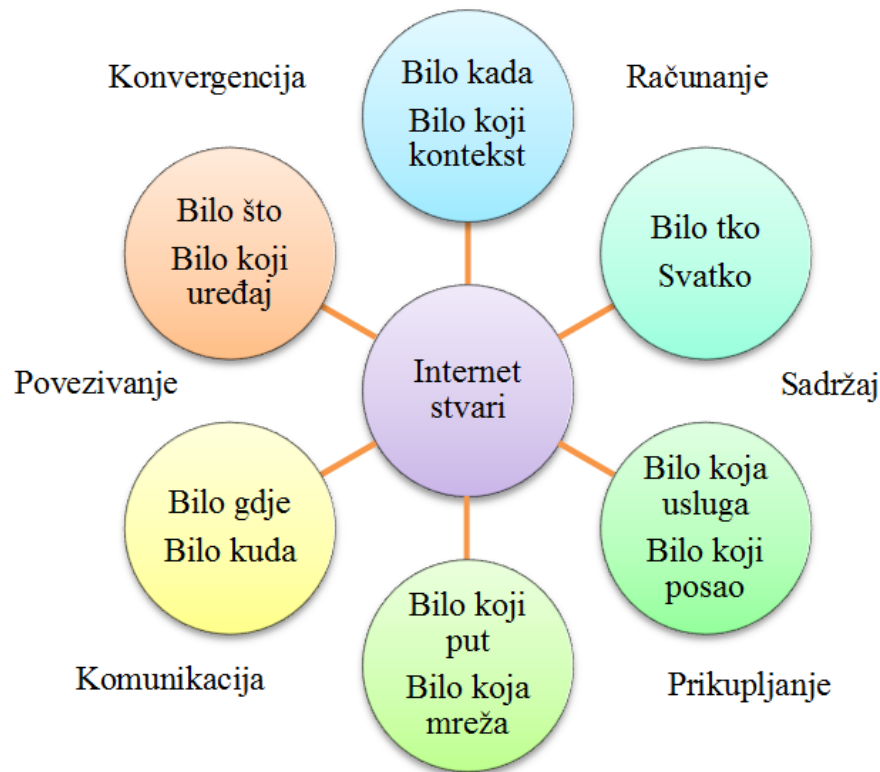 Konvergencija
Bilo kada
Bilo koji
kontekst
Računanje
Bilo što
Bilo koji
uređaj
Bilo tko
Svatko
Internet
stvari
Povezivanje
Sadržaj
Bilo gdje
Bilo kuda
Bilo koja
usluga
Bilo koji
posao
Bilo koji
put
Bilo koja
mreža
Komunikacija
Prikupljanje